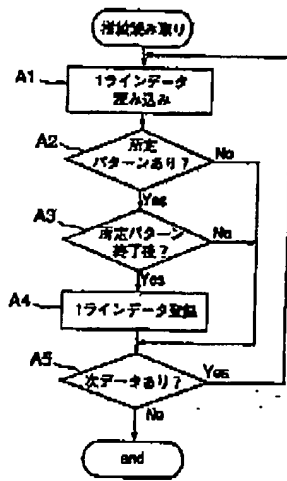 指紋読み取り
A1
1ラインデータ
読み込み
A2
所定
パターンあり?
No
Yes
A3
所定パターン
終了後?
No
Yes
A4
1ラインデータ登録
A5
次データあり?
Yes
No
end